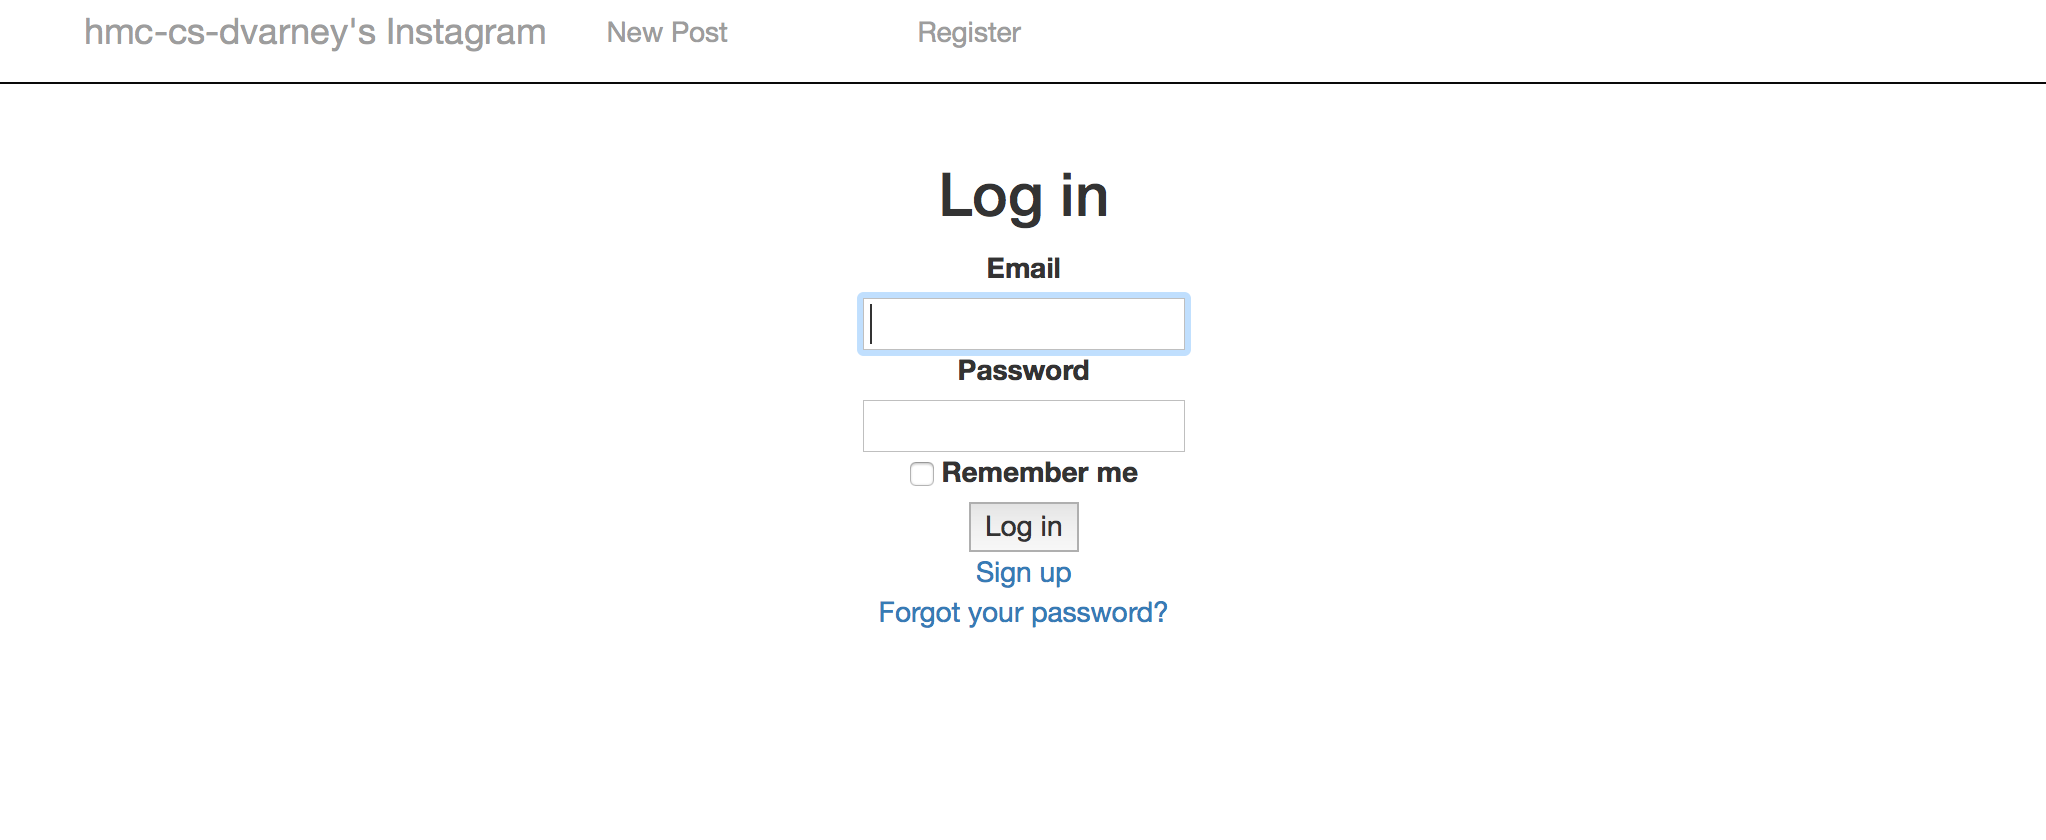 hmc-cs-dvarney's Instagram New Post Register
Log in
Email
Password
Remember me
Log in
Sign up
Forgot your password?